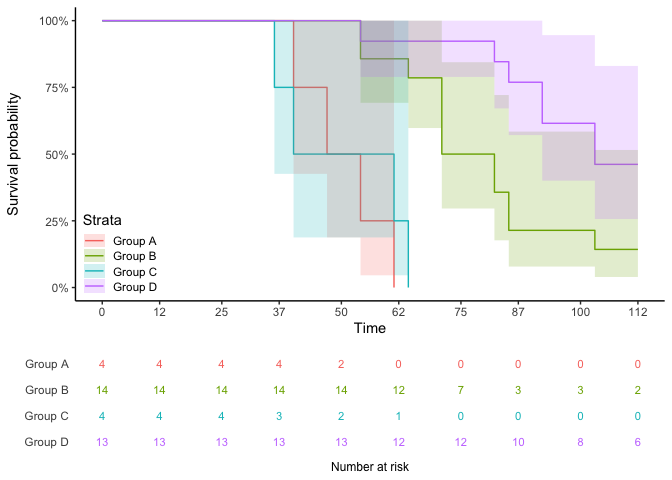 100%
75%
50%
25%
0%
Survival probability
Strata
Group A
Group B
Group C
Group D
0 12 25 37 50 62 75 87 100 112
Time
Group A 4 4 4 4 2 0 0 0 0 0
Group B 14 14 14 14 14 12 7 3 3 2
Group C 4 4 4 3 2 1 0 0 0 0
Group D 13 13 13 13 13 12 12 10 8 6
Number at risk